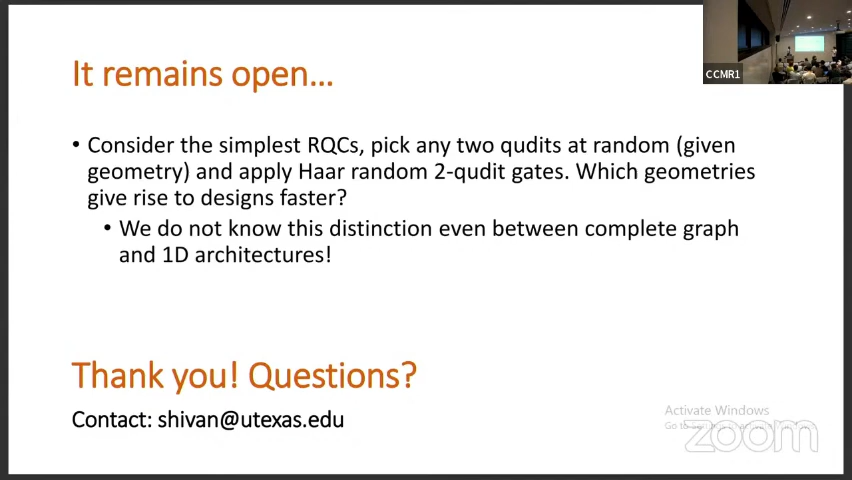 It remains open...
CCMR1
• Consider the simplest RQCs, pick any two qudits at random (given
geometry) and apply Haar random 2-qudit gates. Which geometries
give rise to designs faster?
• We do not know this distinction even between complete graph
and 1D architectures!
Thank you! Questions?
Contact: shivan@utexas.edu
Activate Windows
Go to
zoom